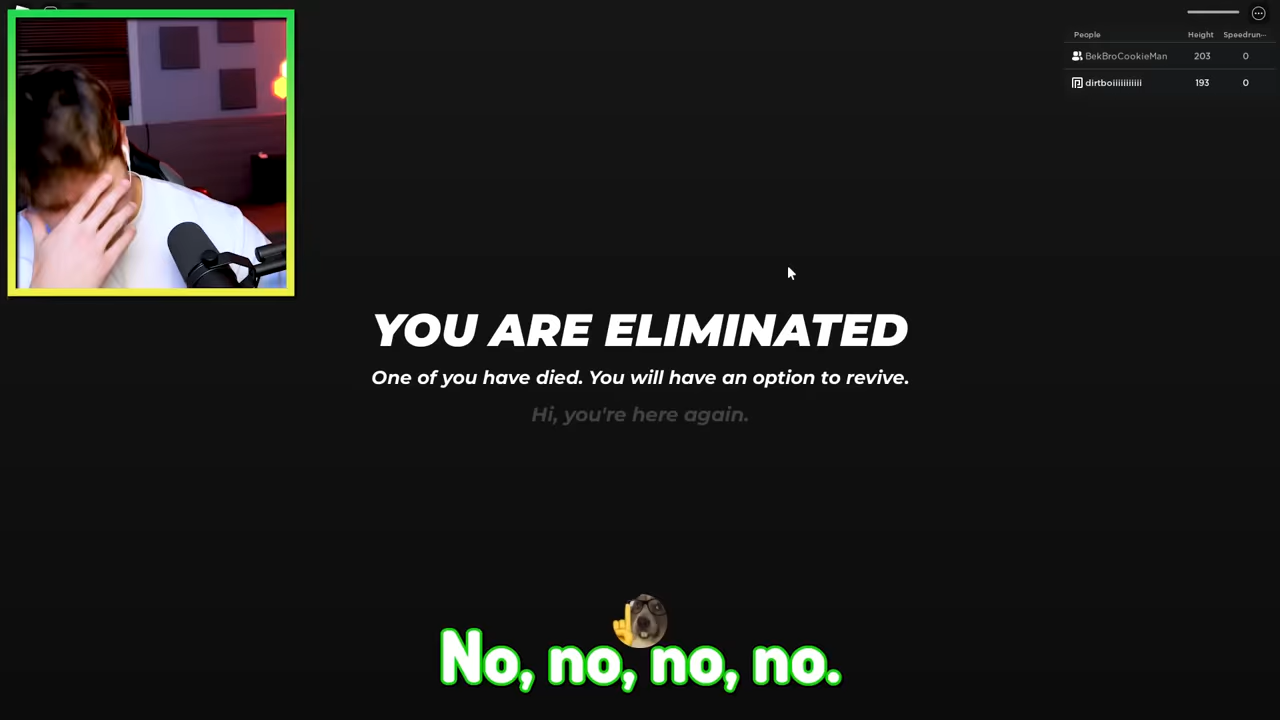 People Height Speedrun...
BekBroCookieMan 203 0
dirtboiiiiiiiiiii 193 0
YOU ARE ELIMINATED
One of you have died. You will have an option to revive.
Hi, you're here again.
No, no, no, no.